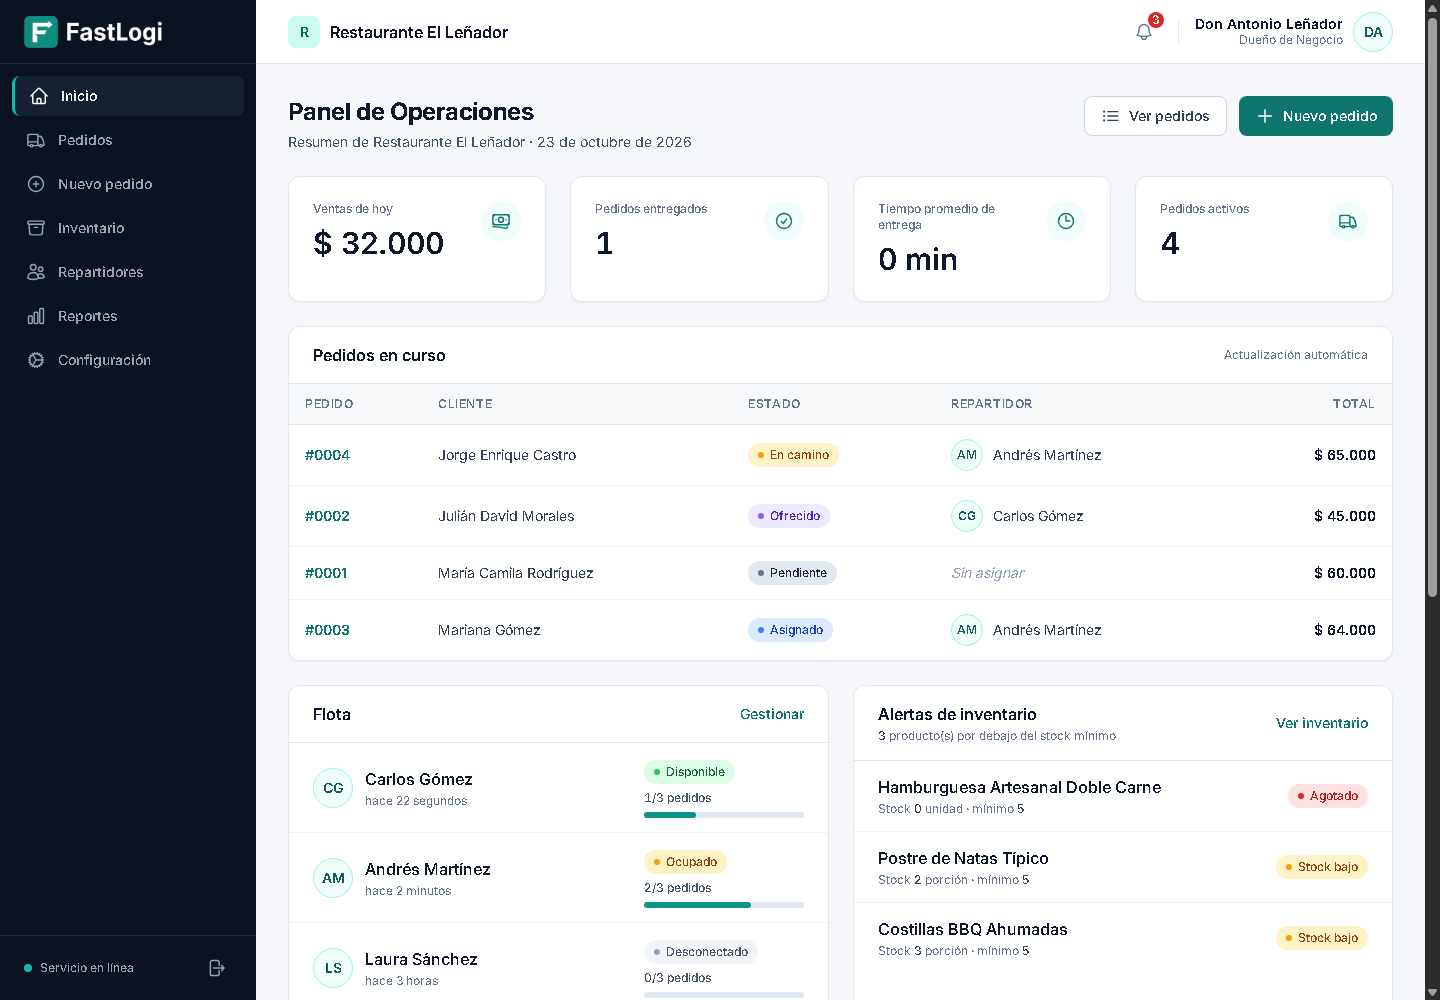 FastLogi
Inicio
Pedidos
Nuevo pedido
Inventario
Repartidores
Reportes
Configuración
Servicio en línea
R Restaurante El Leñador
3
Don Antonio Leñador
Dueño de Negocio
DA
Panel de Operaciones
Resumen de Restaurante El Leñador · 23 de octubre de 2026
Ver pedidos
Nuevo pedido
Ventas de hoy
$ 32.000
Pedidos entregados
1
Tiempo promedio de
entrega
0 min
Pedidos activos
4
Pedidos en curso
Actualización automática
PEDIDO CLIENTE ESTADO REPARTIDOR TOTAL
#0004 Jorge Enrique Castro En camino AM Andrés Martínez $ 65.000
#0002 Julián David Morales Ofrecido CG Carlos Gómez $ 45.000
#0001 María Camila Rodríguez Pendiente Sin asignar $ 60.000
#0003 Mariana Gómez Asignado AM Andrés Martínez $ 64.000
Flota
Gestionar
CG
Carlos Gómez
hace 22 segundos
Disponible
1/3 pedidos
AM
Andrés Martínez
hace 2 minutos
Ocupado
2/3 pedidos
LS
Laura Sánchez
hace 3 horas
Desconectado
0/3 pedidos
Alertas de inventario
3 producto(s) por debajo del stock mínimo
Ver inventario
Hamburguesa Artesanal Doble Carne
Stock 0 unidad · mínimo 5
Agotado
Postre de Natas Típico
Stock 2 porción · mínimo 5
Stock bajo
Costillas BBQ Ahumadas
Stock 3 porción · mínimo 5
Stock bajo